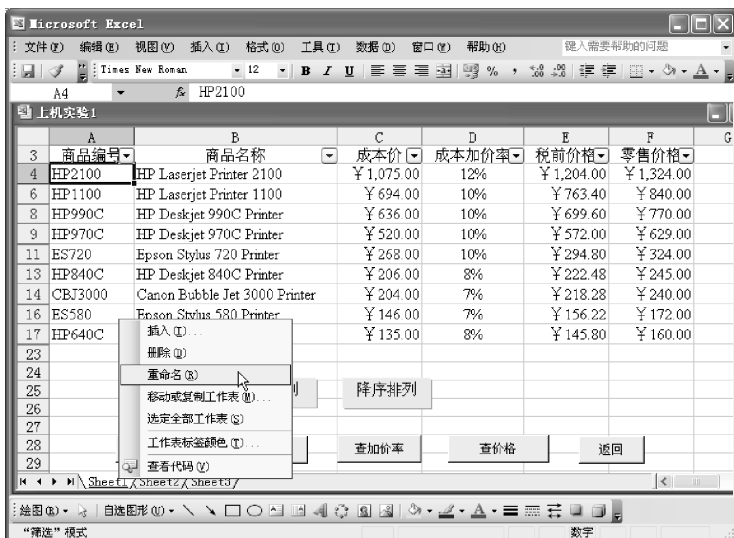 Microsoft Excel
文件(F) 编辑(E) 视图(V) 插入(I) 格式(O) 工具(T) 数据(D) 窗口(W) 帮助(H) 键入需要帮助的问题
Times New Roman 12 B I U % ,
A4 fx HP2100
上机实验1
A B C D E F G
3 商品编号 商品名称 成本价 成本加价率 税前价格 零售价格
4 HP2100 HP Laserjet Printer 2100 ￥1,075.00 12% ￥1,204.00 ￥1,324.00
6 HP1100 HP Laserjet Printer 1100 ￥694.00 10% ￥763.40 ￥840.00
8 HP990C HP Deskjet 990C Printer ￥636.00 10% ￥699.60 ￥770.00
9 HP970C HP Deskjet 970C Printer ￥520.00 10% ￥572.00 ￥629.00
11 ES720 Epson Stylus 720 Printer ￥268.00 10% ￥294.80 ￥324.00
13 HP840C HP Deskjet 840C Printer ￥206.00 8% ￥222.48 ￥245.00
14 CBJ3000 Canon Bubble Jet 3000 Printer ￥204.00 7% ￥218.28 ￥240.00
16 ES580 Epson Stylus 580 Printer ￥146.00 7% ￥156.22 ￥172.00
17 HP640C ￥135.00 8% ￥145.80 ￥160.00
插入(I)...
23 删除(D)
24 重命名(R)
25 移动或复制工作表(M)... 降序排列
26 选定全部工作表(S)
27
28 工作表标签颜色(T)... 查加价率 查价格 返回
29 查看代码(V)
Sheet1 Sheet2 Sheet3
绘图(R) 自选图形(U) A
“筛选”模式 数字